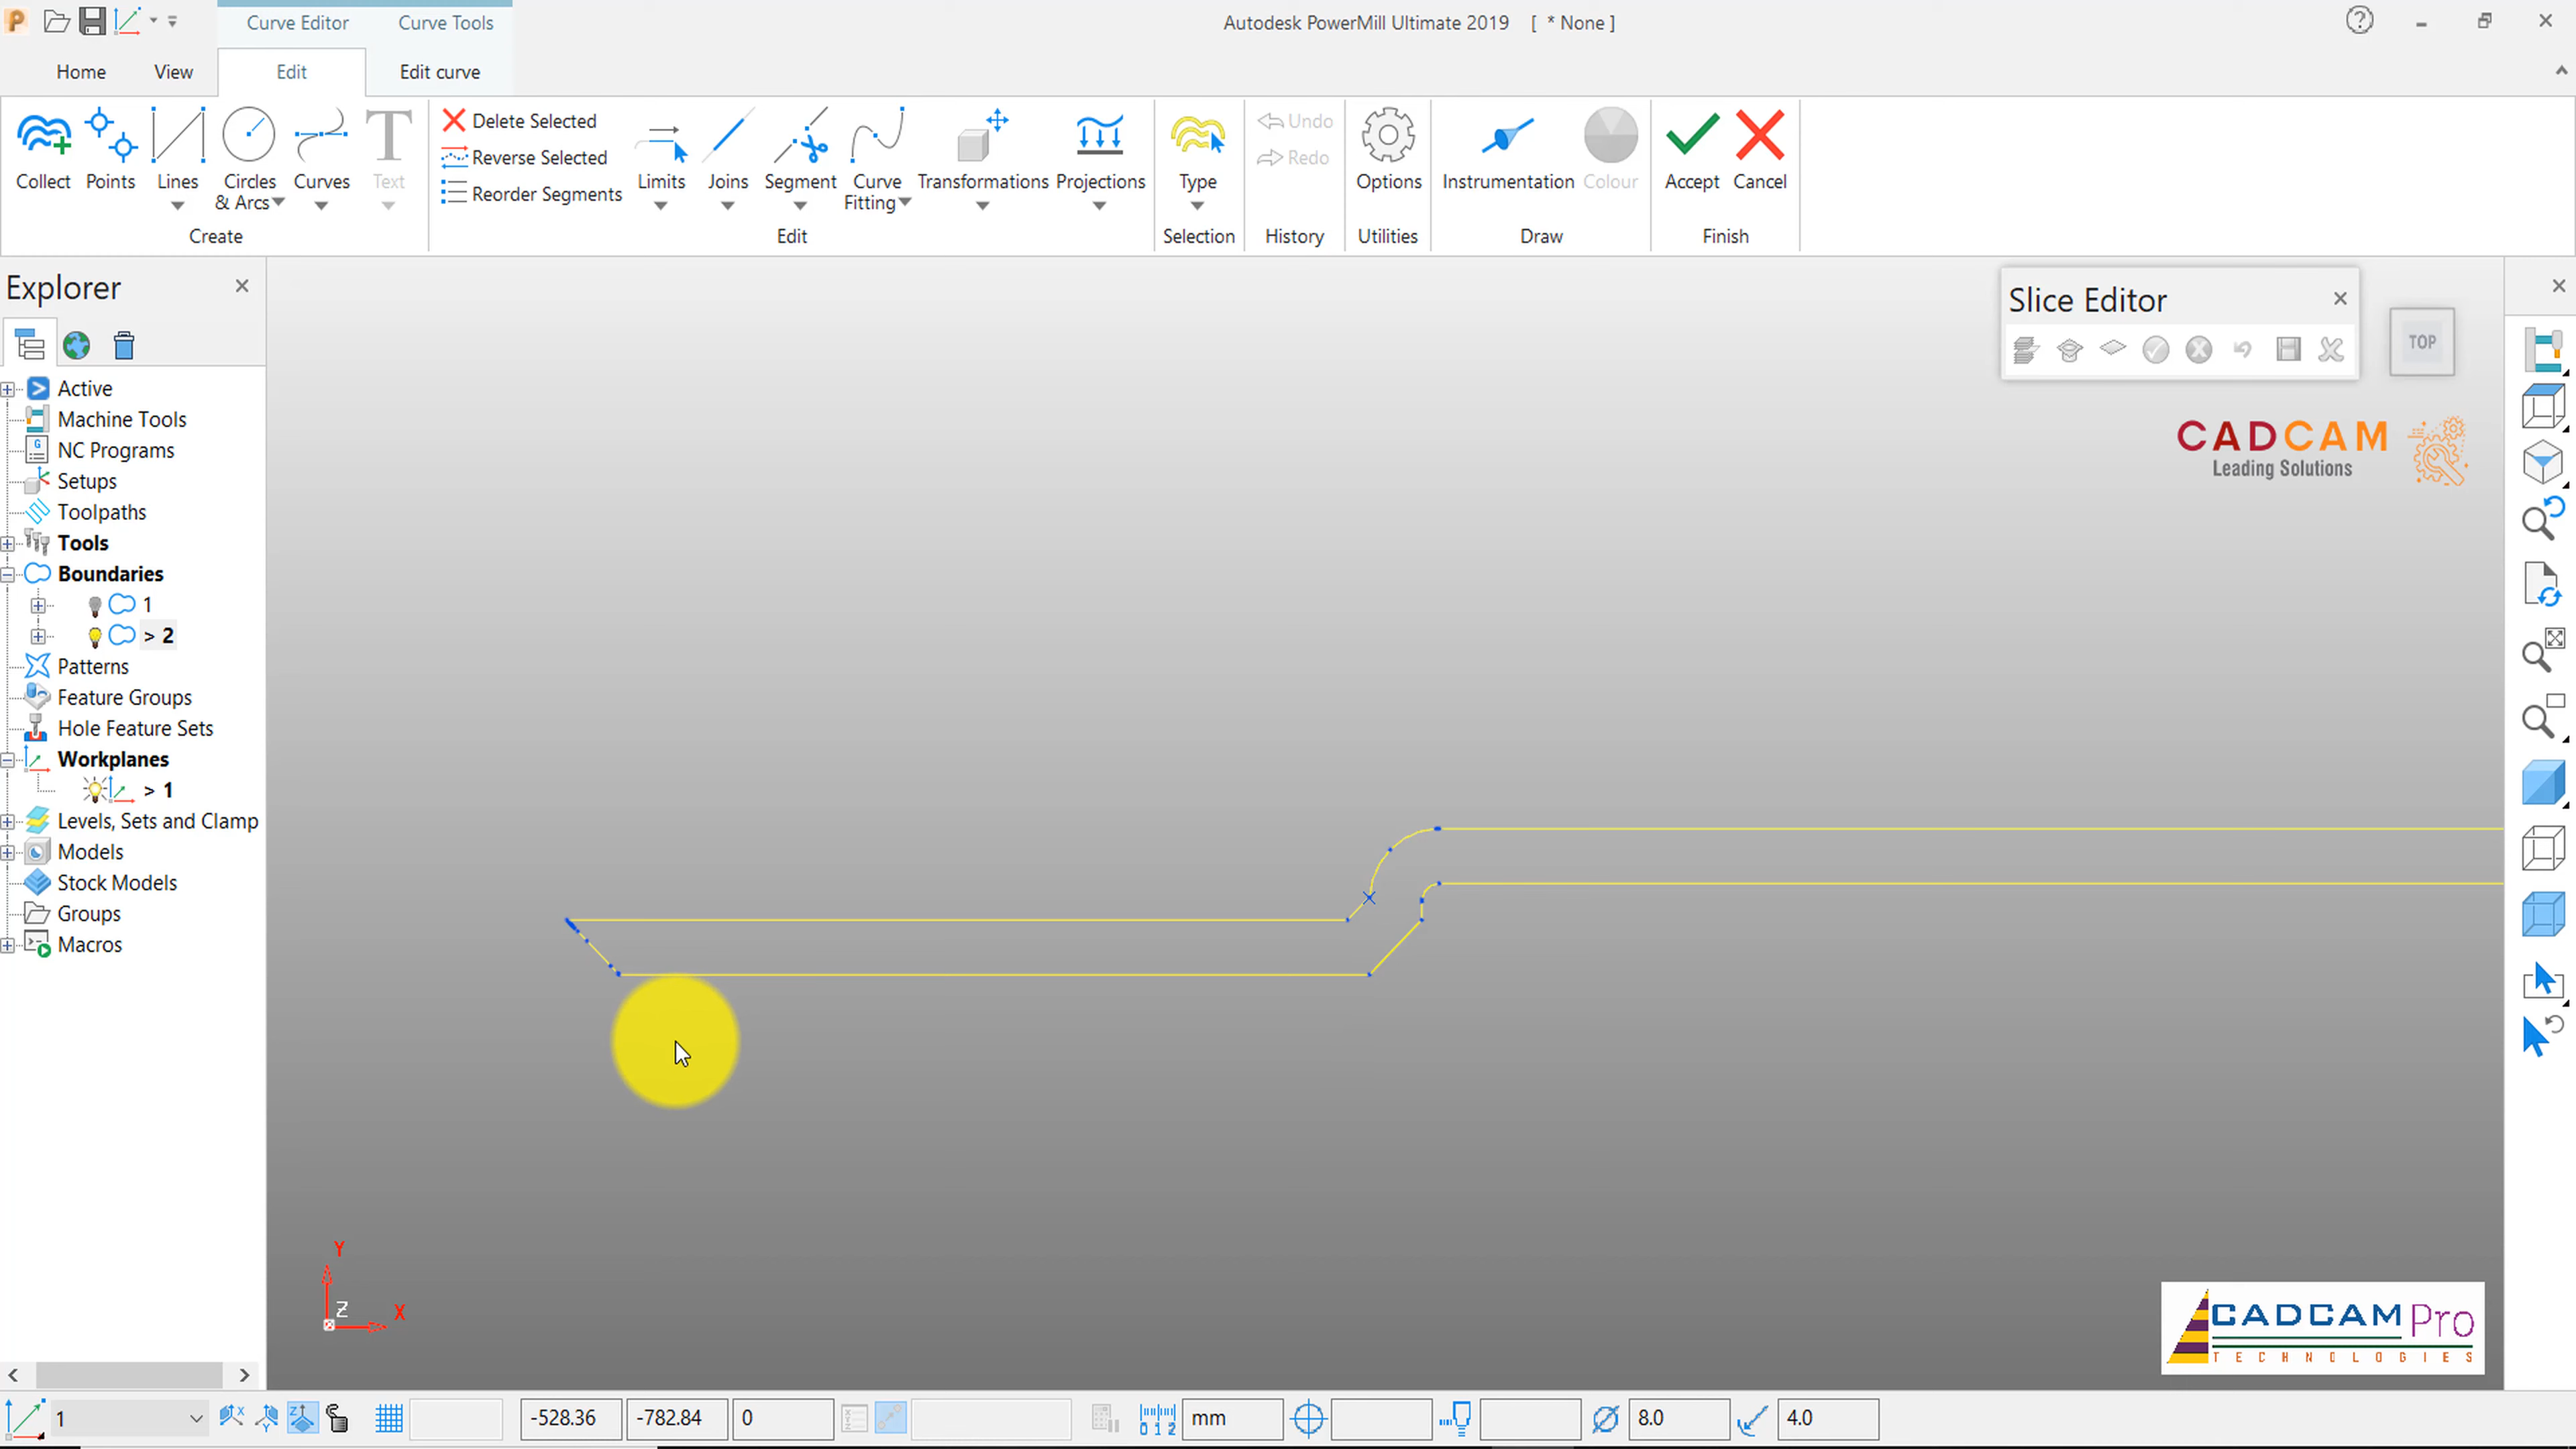 Curve Editor
Curve Tools
Autodesk PowerMill Ultimate 2019 [ * None ]
Home
View
Edit
Edit curve
Collect
Points
Lines
Circles & Arcs
Curves
Text
Create
Delete Selected
Reverse Selected
Reorder Segments
Limits
Joins
Segment
Curve Fitting
Transformations
Projections
Edit
Type
Selection
Undo
Redo
History
Options
Utilities
Instrumentation
Colour
Draw
Accept
Cancel
Finish
Explorer
Active
Machine Tools
NC Programs
Setups
Toolpaths
Tools
Boundaries
1
> 2
Patterns
Feature Groups
Hole Feature Sets
Workplanes
> 1
Levels, Sets and Clamp
Models
Stock Models
Groups
Macros
Slice Editor
TOP
CADCAM
Leading Solutions
Y
Z
X
CADCAM Pro
TECHNOLOGIES
1
-528.36
-782.84
0
mm
8.0
4.0